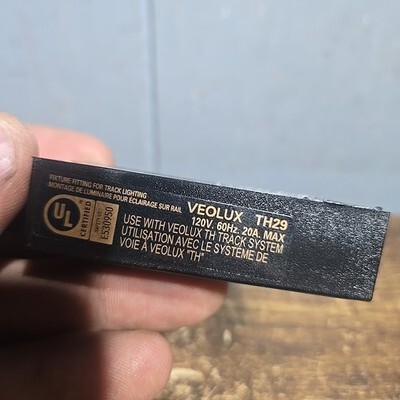 FIXTURE FITTING FOR TRACK LIGHTING
MONTAGE DE LUMINAIRE POUR ÉCLAIRAGE SUR RAIL
UL
CERTIFIED
E530950
VEOLUX TH29
120V. 60Hz. 20A. MAX
USE WITH VEOLUX TH TRACK SYSTEM
UTILISATION AVEC LE SYSTÈME DE
VOIE À VEOLUX "TH"